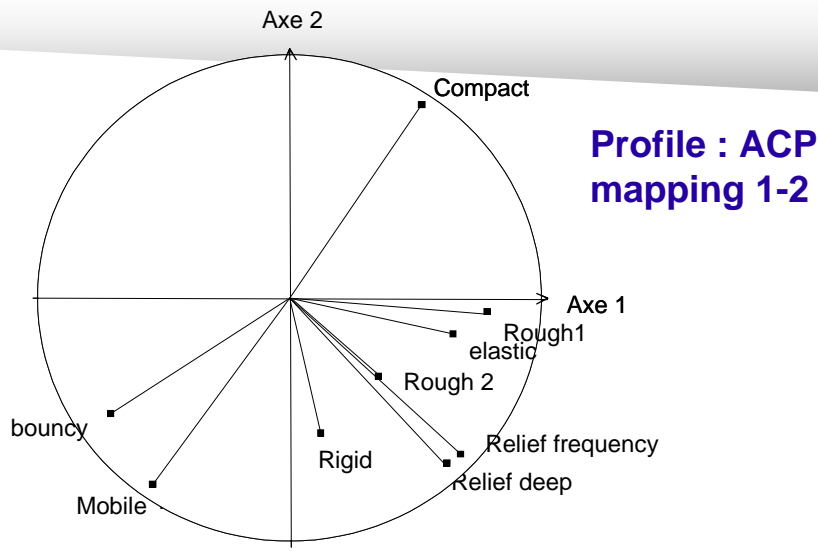 Axe 2
Compact
Profile : ACP
mapping 1-2
Axe 1
Rough1
elastic
Rough 2
bouncy
Rigid
Relief frequency
Relief deep
Mobile